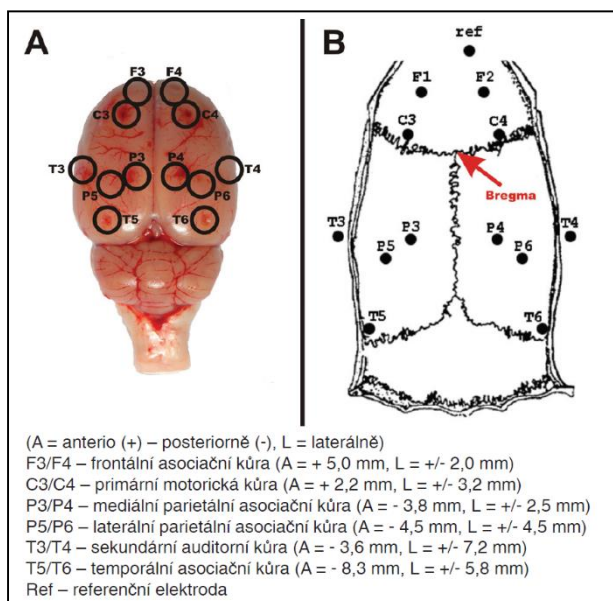 A
F3 F4
C3 C4
T3 P3 P4 T4
P5 P6
T5 T6
B
ref
F1 F2
C3 C4
Bregma
T3 P3 P4 T4
P5 P6
T5 T6
(A = anterio (+) – posteriorně (-), L = laterálně)
F3/F4 – frontální asociační kůra (A = + 5,0 mm, L = +/- 2,0 mm)
C3/C4 – primární motorická kůra (A = + 2,2 mm, L = +/- 3,2 mm)
P3/P4 – mediální parietální asociační kůra (A = - 3,8 mm, L = +/- 2,5 mm)
P5/P6 – laterální parietální asociační kůra (A = - 4,5 mm, L = +/- 4,5 mm)
T3/T4 – sekundární auditorní kůra (A = - 3,6 mm, L = +/- 7,2 mm)
T5/T6 – temporální asociační kůra (A = - 8,3 mm, L = +/- 5,8 mm)
Ref – referenční elektroda